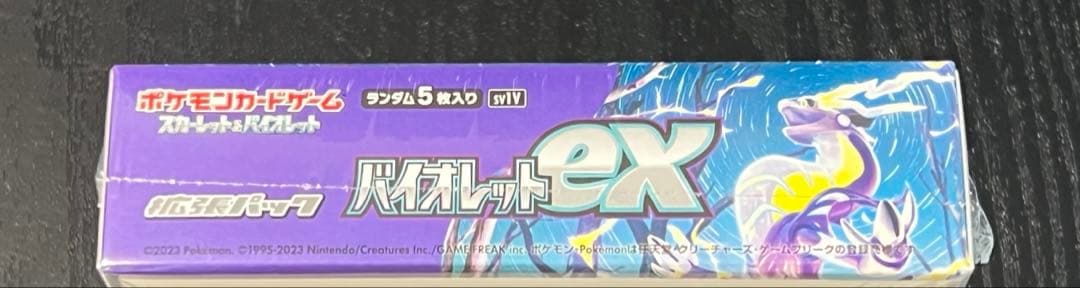 ポケモンカードゲーム
スカーレット&バイオレット
ランダム5枚入り sv1V
拡張パック
バイオレットex
©2023 Pokémon. ©1995-2023 Nintendo/Creatures Inc./GAME FREAK inc. ポケモン・Pokémonは任天堂・クリーチャーズ・ゲームフリークの登録商標です